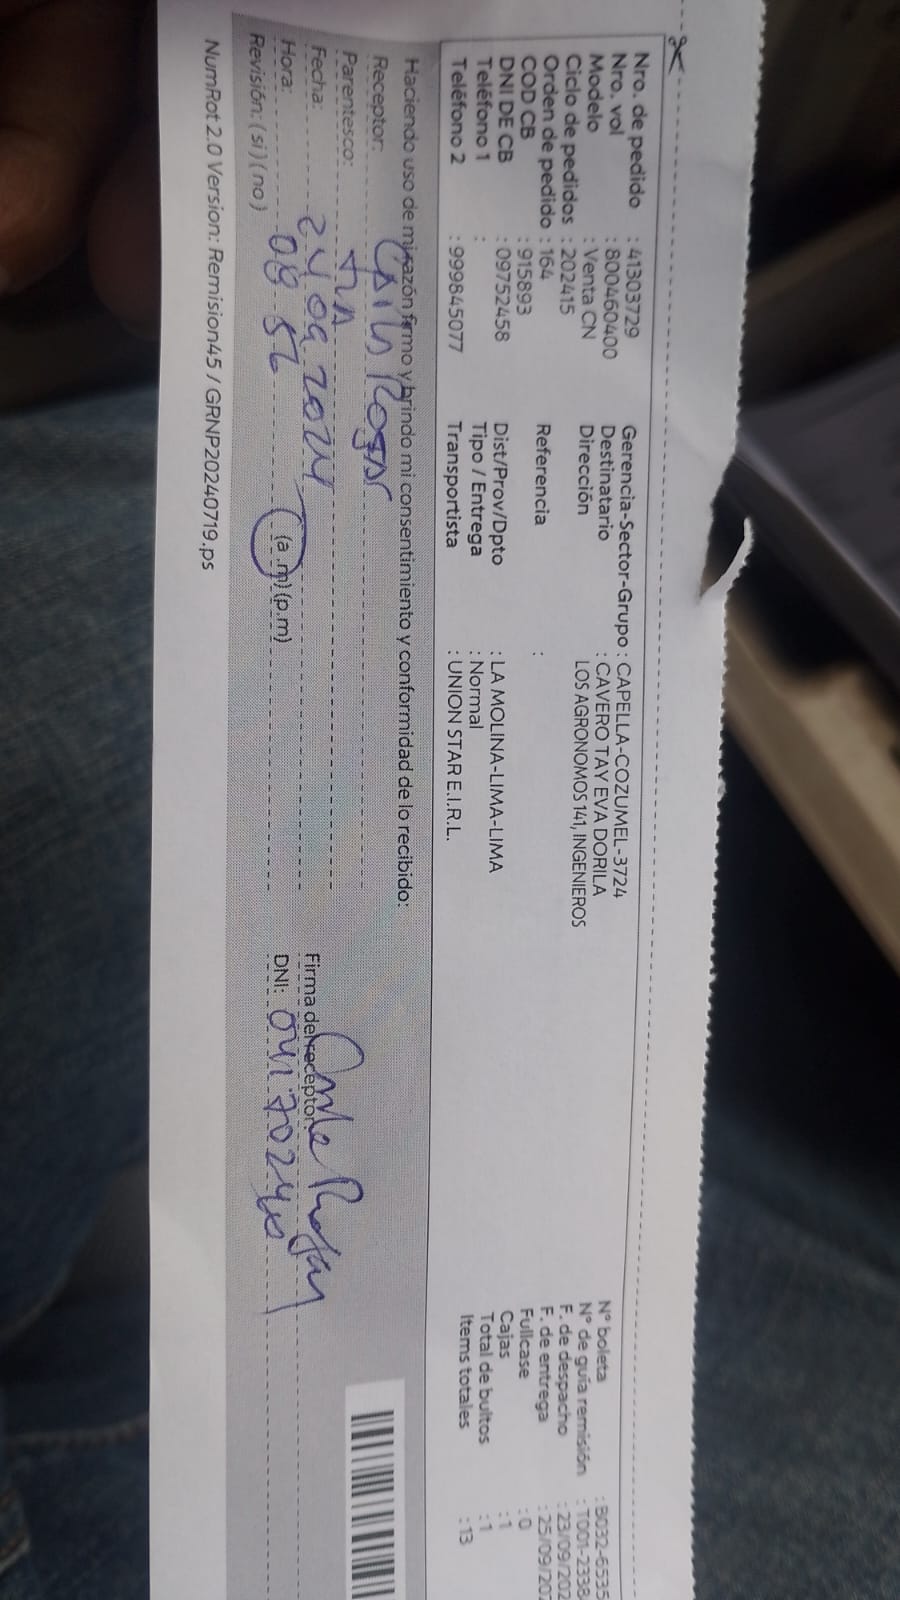 Nro. de pedido : 41303729
Nro. vol : 800460400
Modelo : Venta CN
Ciclo de pedidos : 202415
Orden de pedido : 164
COD CB : 915893
DNI DE CB : 09752458
Teléfono 1 :
Teléfono 2 : 999845077
Gerencia-Sector-Grupo : CAPELLA-COZUMEL-3724
Destinatario : CAVERO TAY EVA DORILA
Dirección LOS AGRONOMOS 141, INGENIEROS
Referencia :
Dist/Prov/Dpto : LA MOLINA-LIMA-LIMA
Tipo / Entrega : Normal
Transportista : UNION STAR E.I.R.L.
N° boleta : B032-6535
N° de guía remisión : T001-2338
F. de despacho : 23/09/202
F. de entrega : 25/09/202
Fullcase : 0
Cajas : 1
Total de bultos : 1
Items totales : 13
Haciendo uso de mi razón firmo y brindo mi consentimiento y conformidad de lo recibido:
Receptor:
Parentesco:
Fecha: 24 09 2024
Hora: 08 52 (a.m) (p.m)
Revisión: (si) (no)
Firma del receptor
DNI:
NumRot 2.0 Version: Remision45 / GRNP20240719.ps